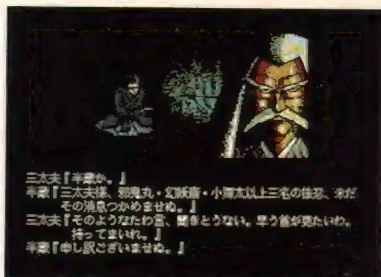 三太夫『半蔵か。』
半蔵『三太夫様、邪鬼丸・幻妖斎・小源太以上三名の抜忍、未だ
その消息つかめませぬ。』
三太夫『そのようなたわ言、聞きとうない。早う首が見たいわ。
持ってまいれ。』
半蔵『申し訳ございませぬ。』